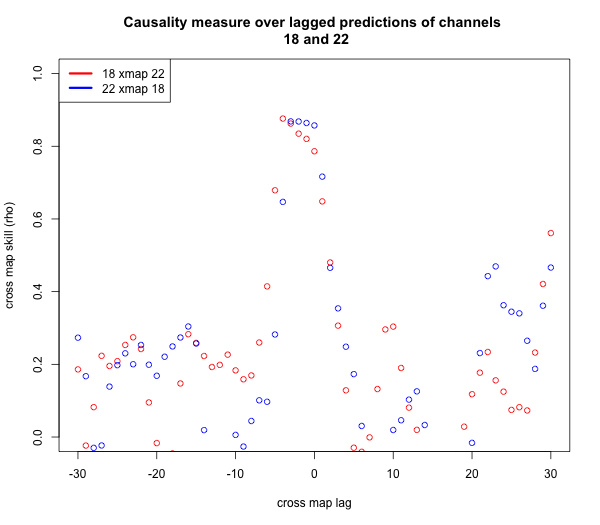 Causality measure over lagged predictions of channels
18 and 22
18 xmap 22
22 xmap 18
cross map skill (rho)
1.0
0.8
0.6
0.4
0.2
0.0
-30 -20 -10 0 10 20 30
cross map lag